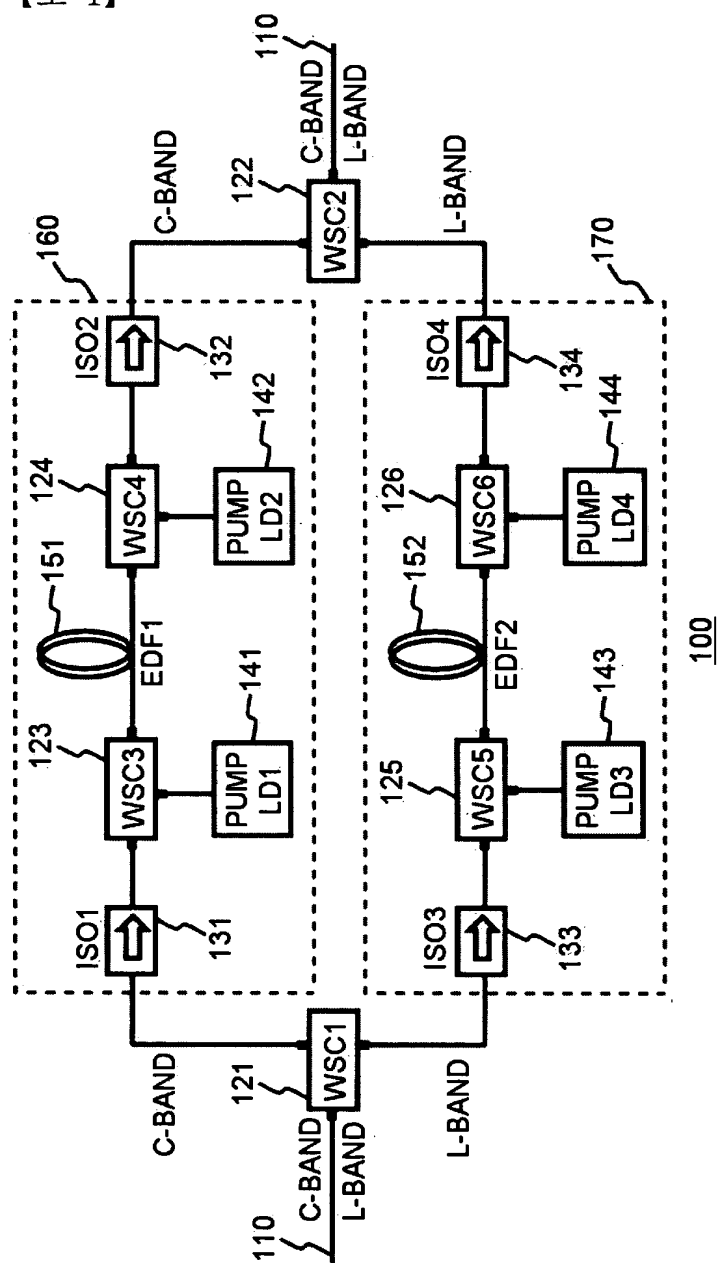 160
C-BAND
ISO1
131
123
WSC3
PUMP
LD1
141
151
EDF1
124
WSC4
PUMP
LD2
142
ISO2
132
C-BAND
110
C-BAND
L-BAND
121
WSC1
122
WSC2
C-BAND
L-BAND
110
L-BAND
ISO3
133
125
WSC5
PUMP
LD3
143
152
EDF2
126
WSC6
PUMP
LD4
144
ISO4
134
170
L-BAND
100